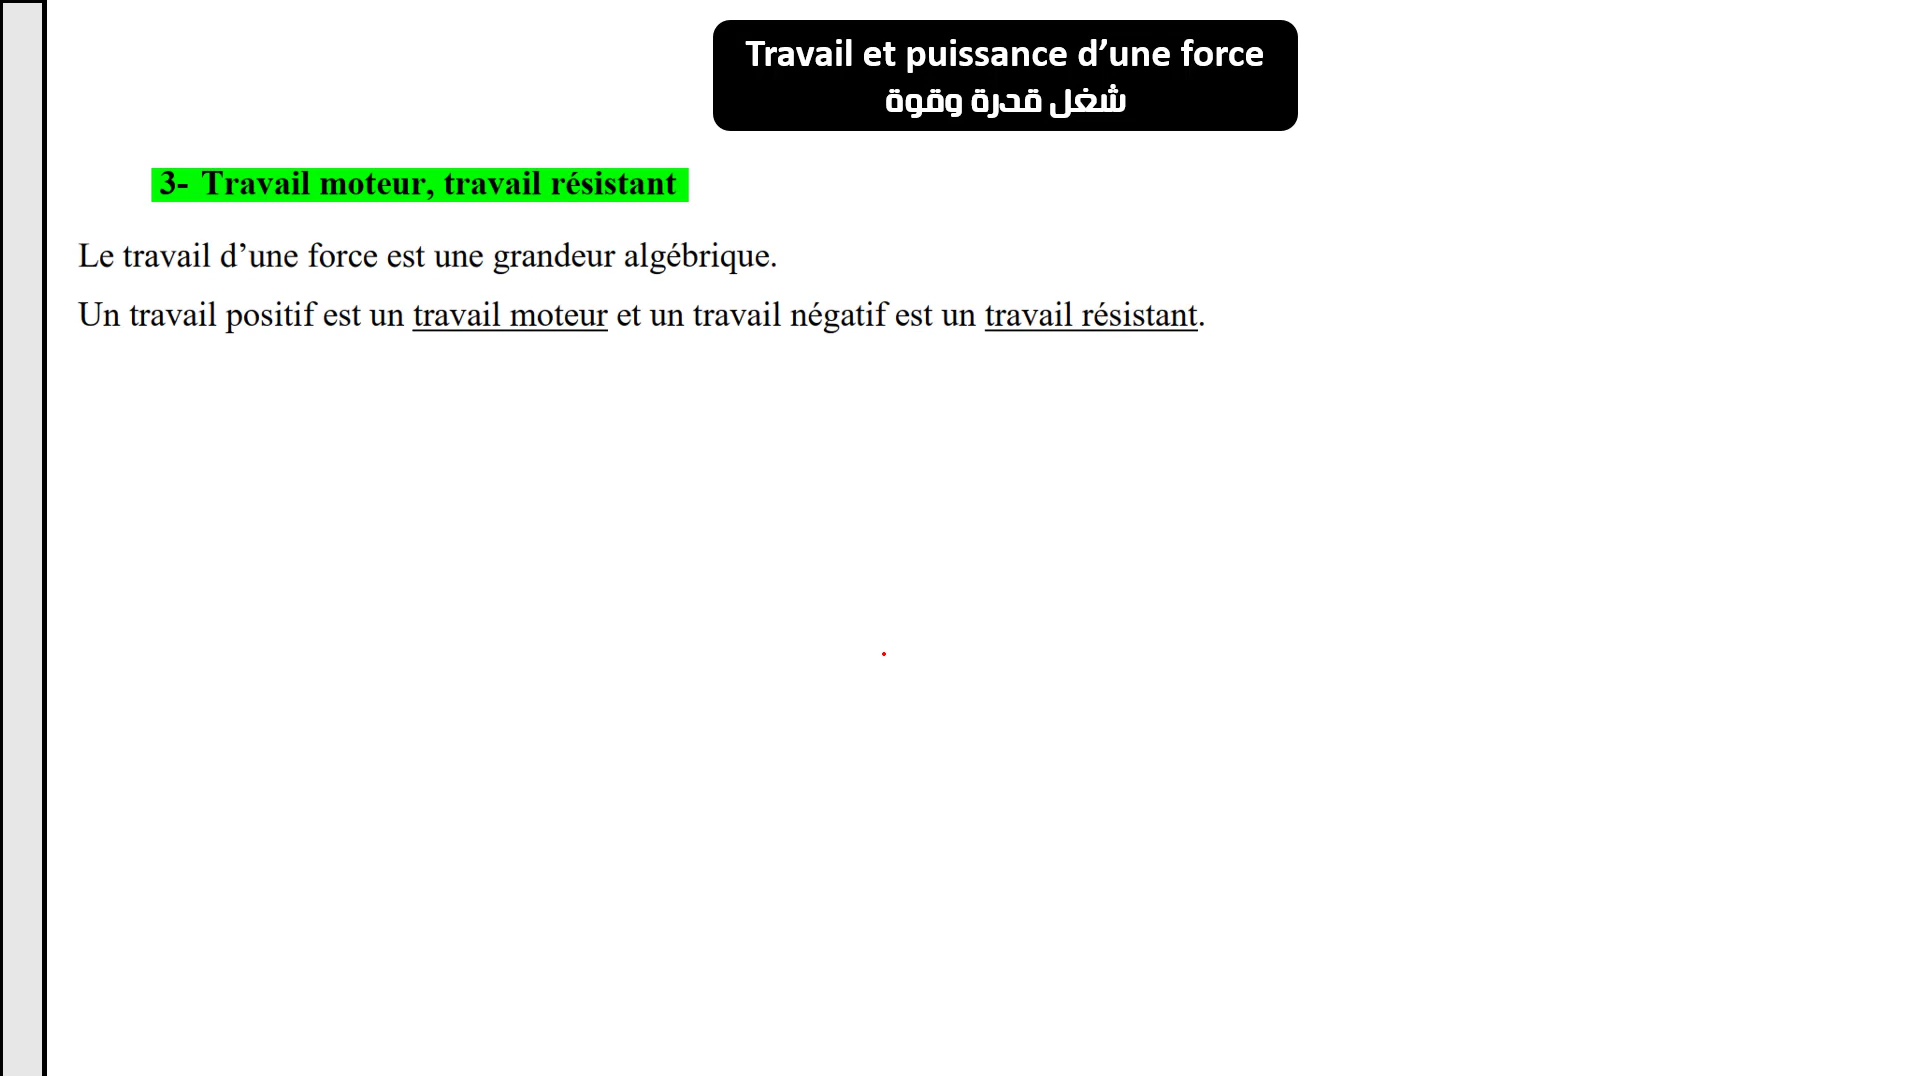 Travail et puissance d’une force
شغل قدرة وقوة
3- Travail moteur, travail résistant
Le travail d’une force est une grandeur algébrique.
Un travail positif est un travail moteur et un travail négatif est un travail résistant.